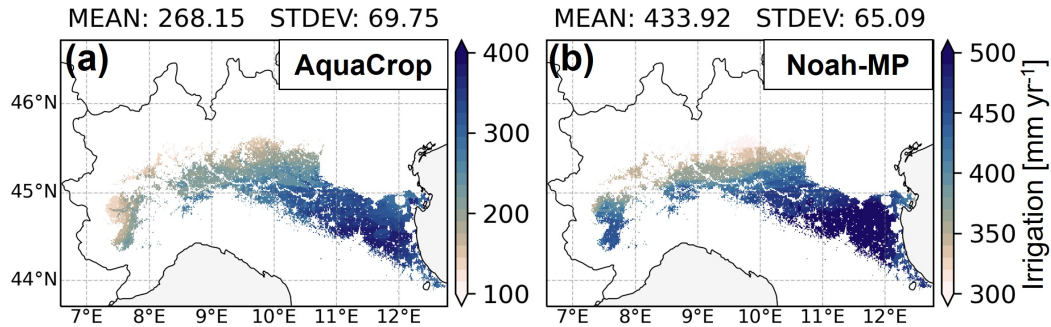 MEAN: 268.15 STDEV: 69.75
(a)
AquaCrop
46°N
45°N
44°N
7°E 8°E 9°E 10°E 11°E 12°E
400
300
200
100
MEAN: 433.92 STDEV: 65.09
(b)
Noah-MP
7°E 8°E 9°E 10°E 11°E 12°E
500
450
400
350
300
Irrigation [mm yr⁻¹]